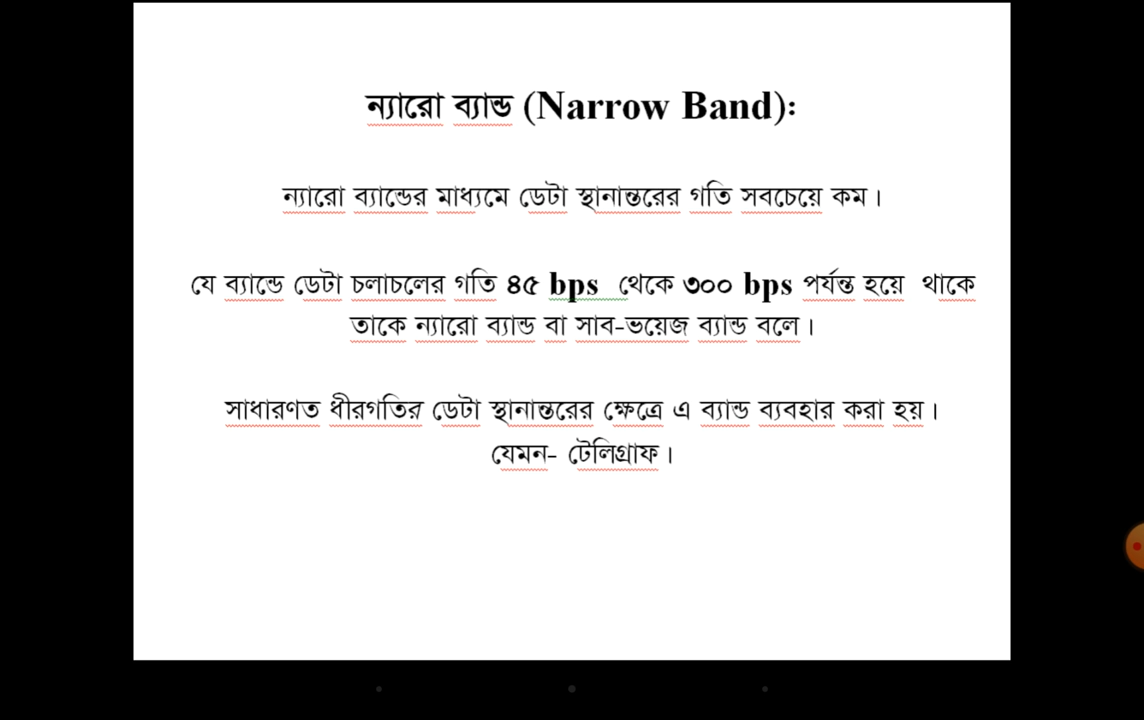 ন্যারো ব্যান্ড (Narrow Band):
ন্যারো ব্যান্ডের মাধ্যমে ডেটা স্থানান্তরের গতি সবচেয়ে কম।
যে ব্যান্ডে ডেটা চলাচলের গতি ৪৫ bps থেকে ৩০০ bps পর্যন্ত হয়ে থাকে
তাকে ন্যারো ব্যান্ড বা সাব-ভয়েজ ব্যান্ড বলে।
সাধারণত ধীরগতির ডেটা স্থানান্তরের ক্ষেত্রে এ ব্যান্ড ব্যবহার করা হয়।
যেমন- টেলিগ্রাফ।